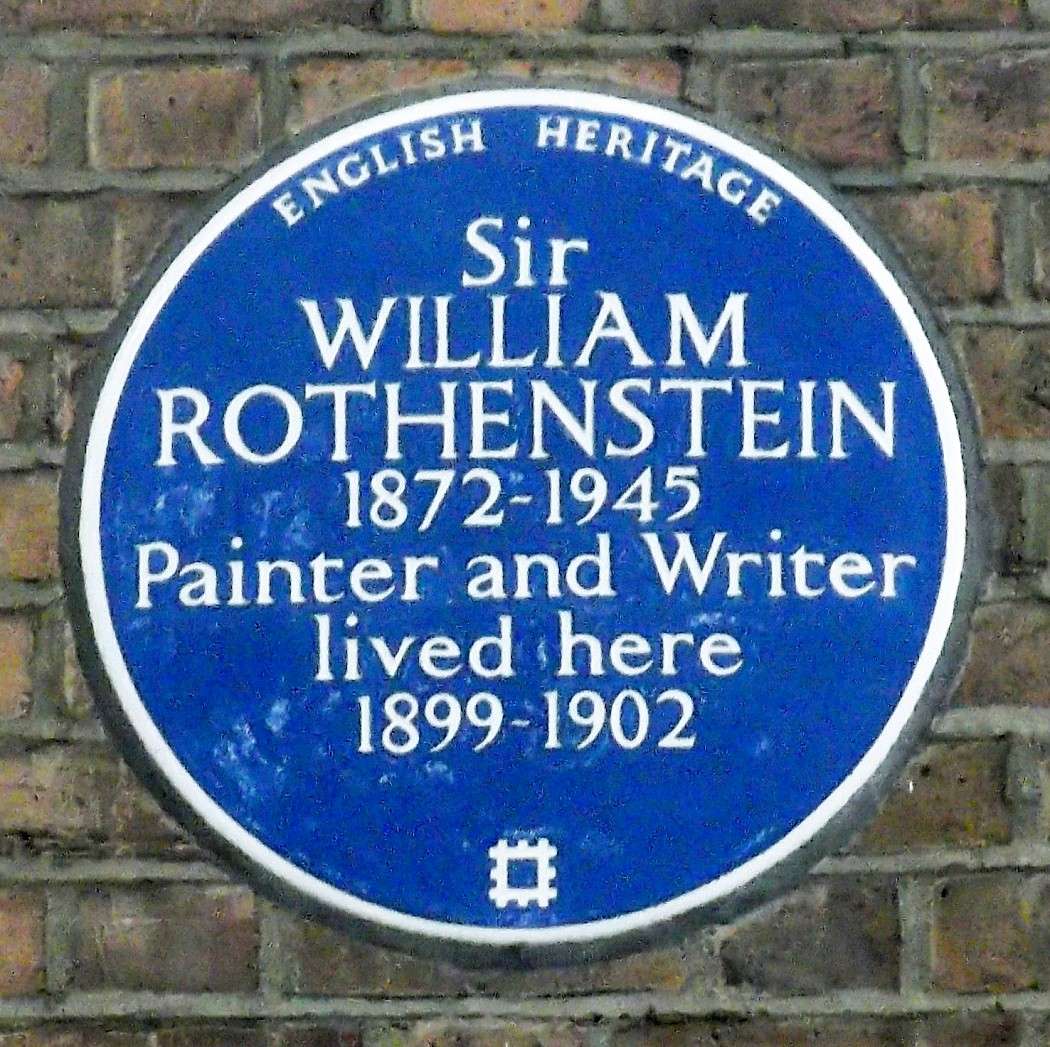 ENGLISH HERITAGE
Sir
WILLIAM
ROTHENSTEIN
1872-1945
Painter and Writer
lived here
1899-1902